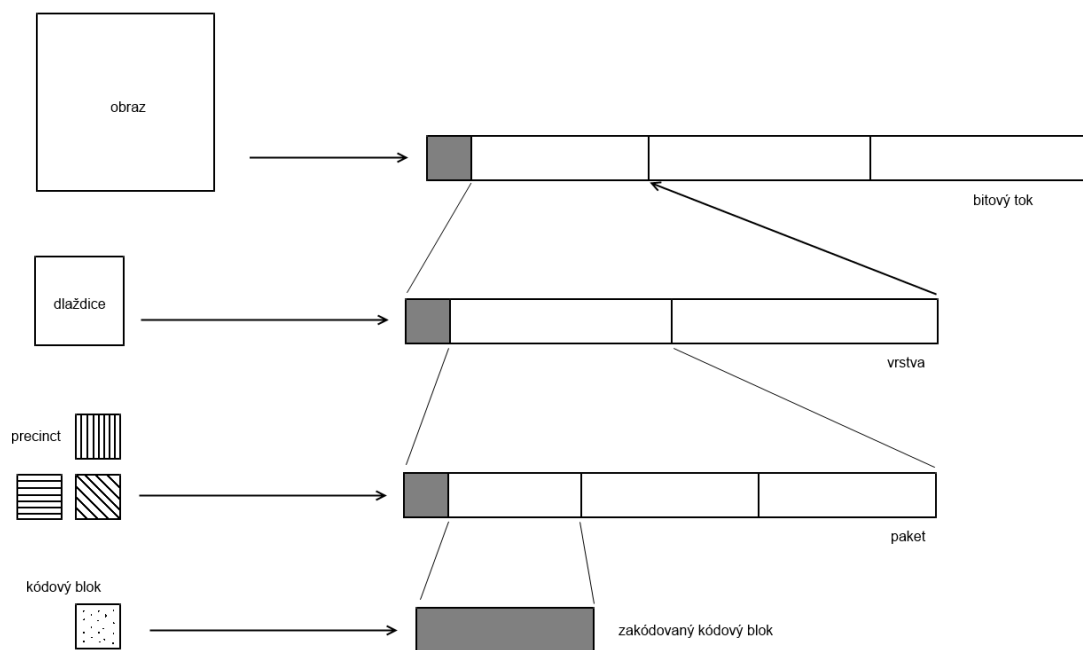 obraz
bitový tok
dlaždice
vrstva
precinct
paket
kódový blok
zakódovaný kódový blok